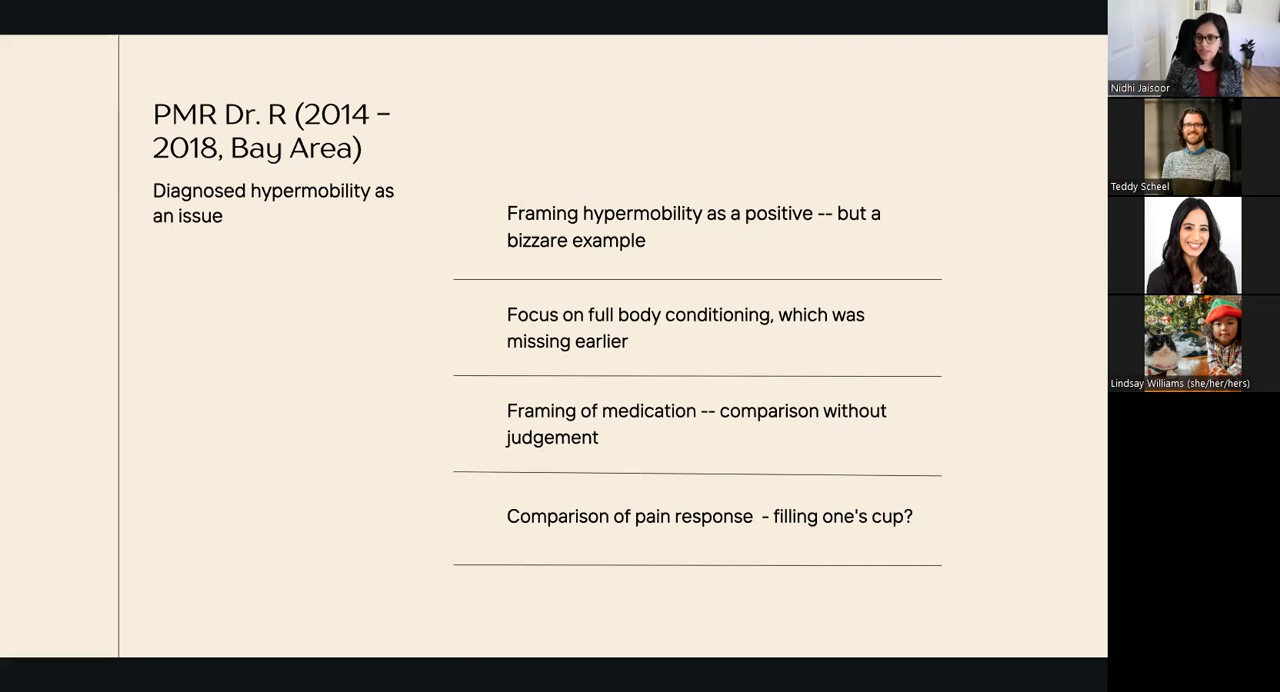 PMR Dr. R (2014 –
2018, Bay Area)
Diagnosed hypermobility as
an issue
Framing hypermobility as a positive -- but a
bizzare example
Focus on full body conditioning, which was
missing earlier
Framing of medication -- comparison without
judgement
Comparison of pain response  - filling one's cup?
Nidhi Jaisoor
Teddy Scheel
Lindsay Williams (she/her/hers)